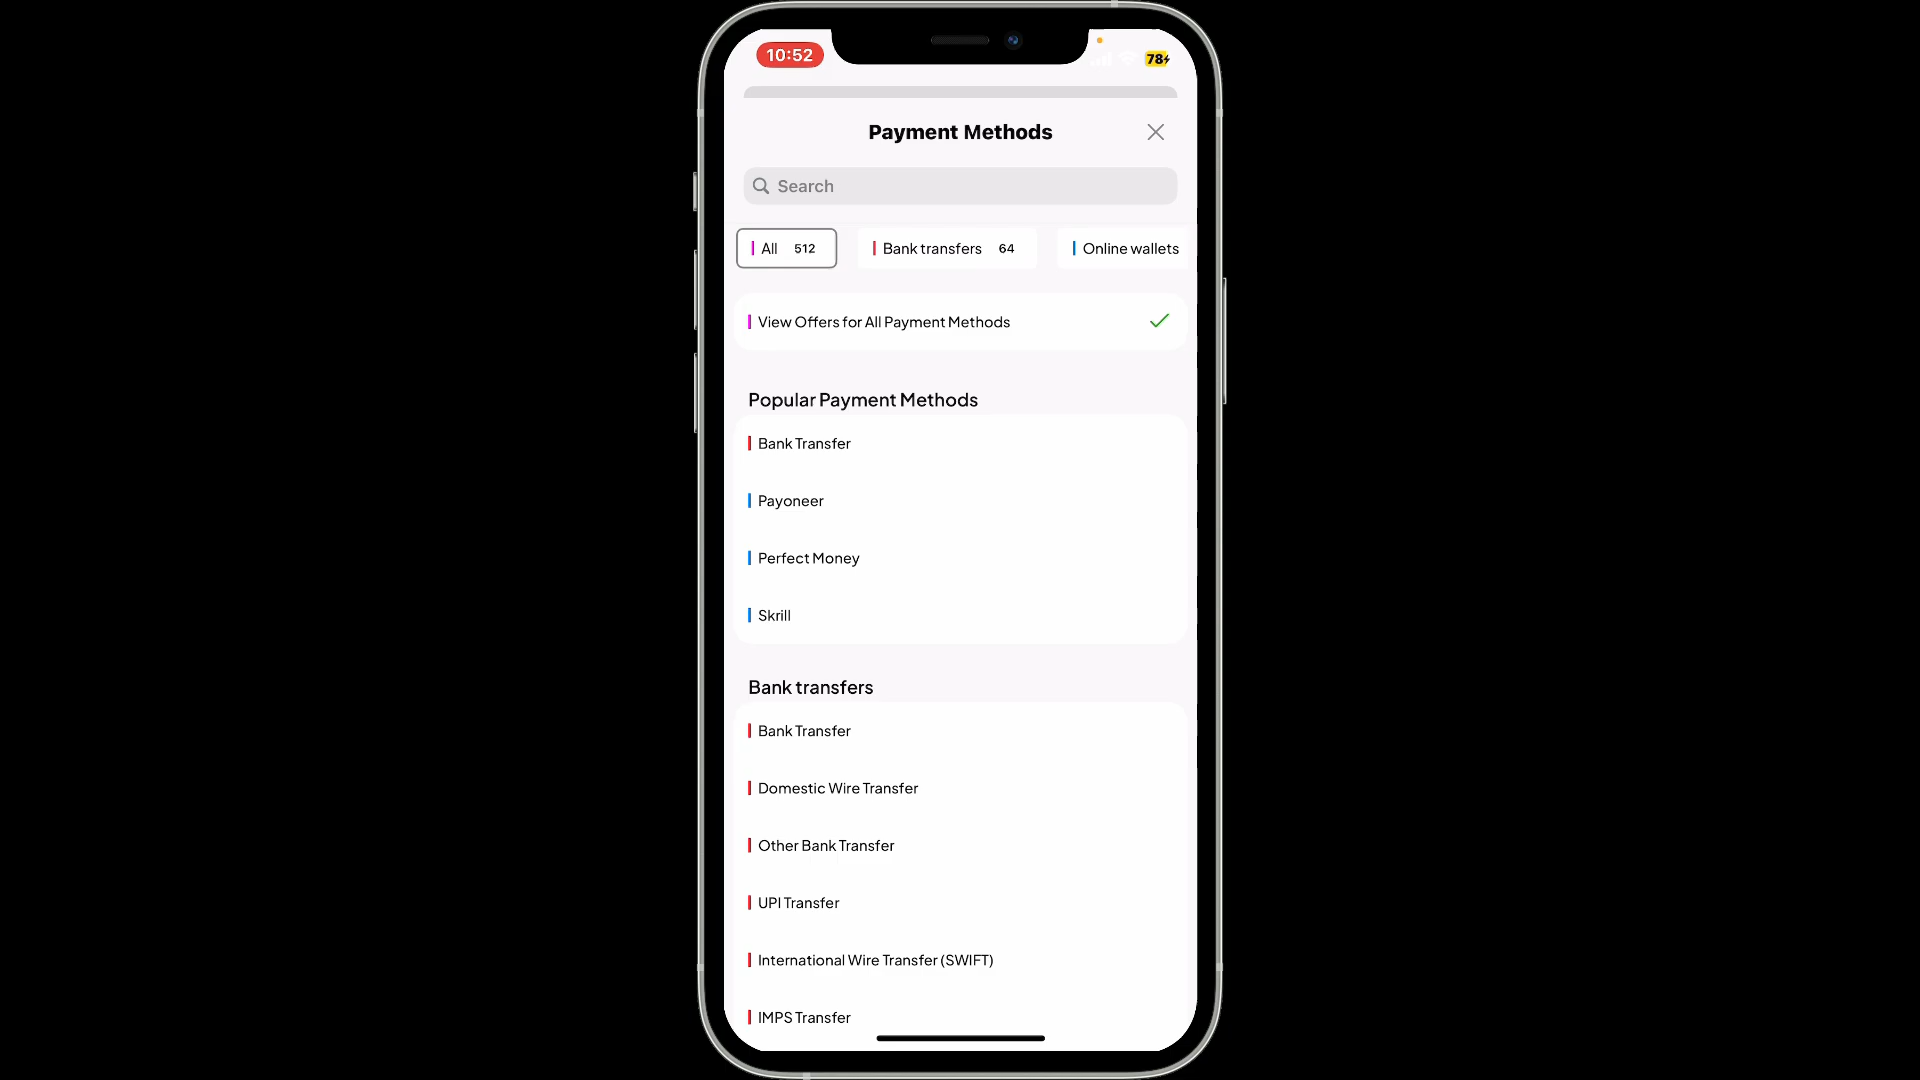 10:52
78
Payment Methods
Search
All 512
Bank transfers 64
Online wallets
View Offers for All Payment Methods
Popular Payment Methods
Bank Transfer
Payoneer
Perfect Money
Skrill
Bank transfers
Bank Transfer
Domestic Wire Transfer
Other Bank Transfer
UPI Transfer
International Wire Transfer (SWIFT)
IMPS Transfer